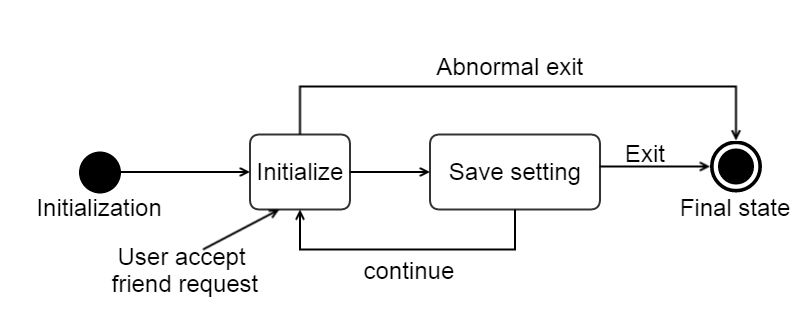 Abnormal exit
Initialize
Save setting
Exit
Initialization
Final state
User accept
friend request
continue